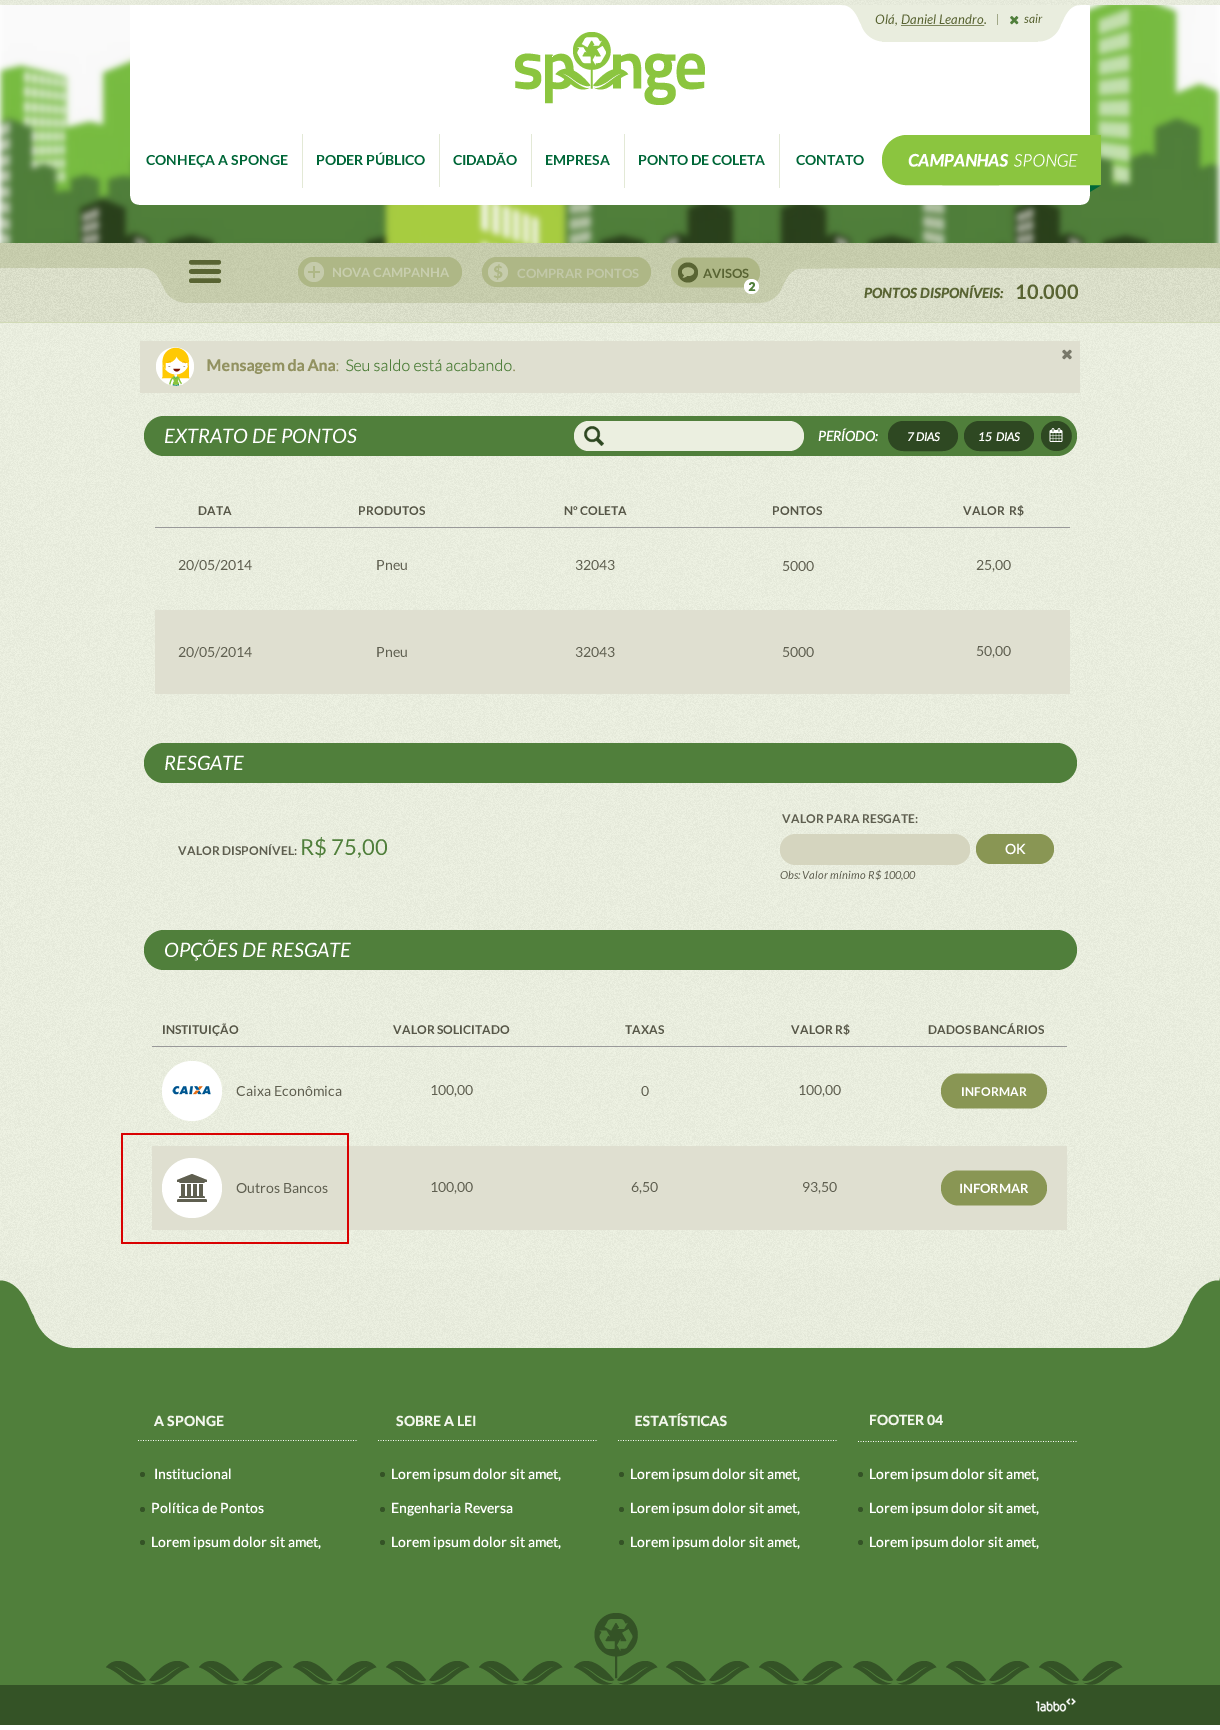 Olá, Daniel Leandro. | ✖ sair
sponge
CONHEÇA A SPONGE PODER PÚBLICO CIDADÃO EMPRESA PONTO DE COLETA CONTATO CAMPANHAS SPONGE
NOVA CAMPANHA $ COMPRAR PONTOS AVISOS
2
PONTOS DISPONÍVEIS: 10.000
Mensagem da Ana: Seu saldo está acabando.
EXTRATO DE PONTOS PERÍODO: 7 DIAS 15 DIAS
DATA PRODUTOS Nº COLETA PONTOS VALOR R$
20/05/2014 Pneu 32043 5000 25,00
20/05/2014 Pneu 32043 5000 50,00
RESGATE
VALOR PARA RESGATE:
VALOR DISPONÍVEL: R$ 75,00
OK
Obs: Valor mínimo R$ 100,00
OPÇÕES DE RESGATE
INSTITUIÇÃO VALOR SOLICITADO TAXAS VALOR R$ DADOS BANCÁRIOS
CAIXA Caixa Econômica 100,00 0 100,00 INFORMAR
Outros Bancos 100,00 6,50 93,50 INFORMAR
A SPONGE SOBRE A LEI ESTATÍSTICAS FOOTER 04
Institucional Lorem ipsum dolor sit amet, Lorem ipsum dolor sit amet, Lorem ipsum dolor sit amet,
Política de Pontos Engenharia Reversa Lorem ipsum dolor sit amet, Lorem ipsum dolor sit amet,
Lorem ipsum dolor sit amet, Lorem ipsum dolor sit amet, Lorem ipsum dolor sit amet, Lorem ipsum dolor sit amet,
labbo<>